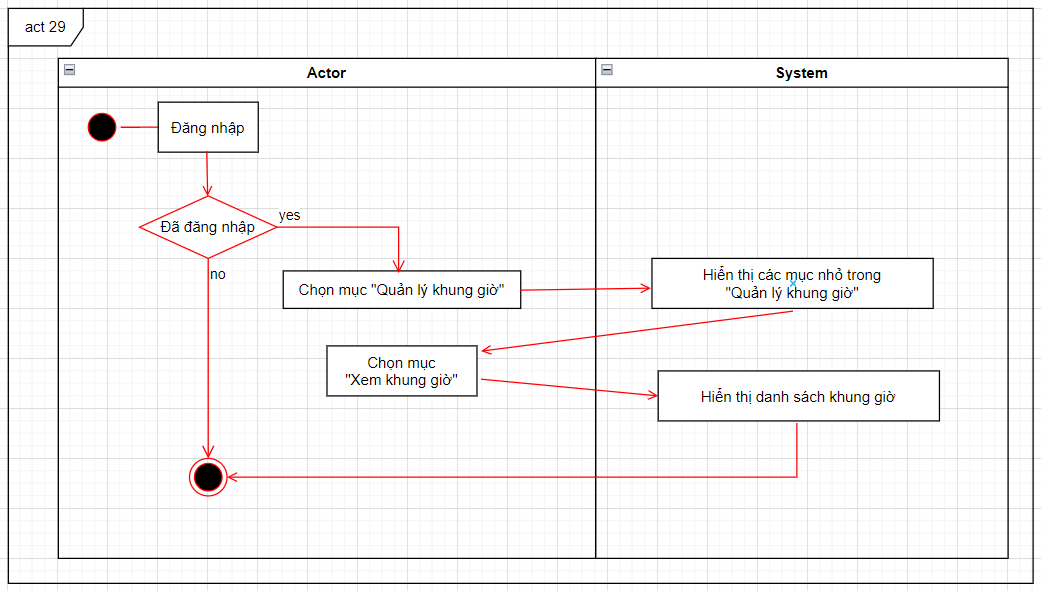 act 29
Actor
System
Đăng nhập
Đã đăng nhập
yes
no
Chọn mục "Quản lý khung giờ"
Hiển thị các mục nhỏ trong
"Quản lý khung giờ"
Chọn mục
"Xem khung giờ"
Hiển thị danh sách khung giờ